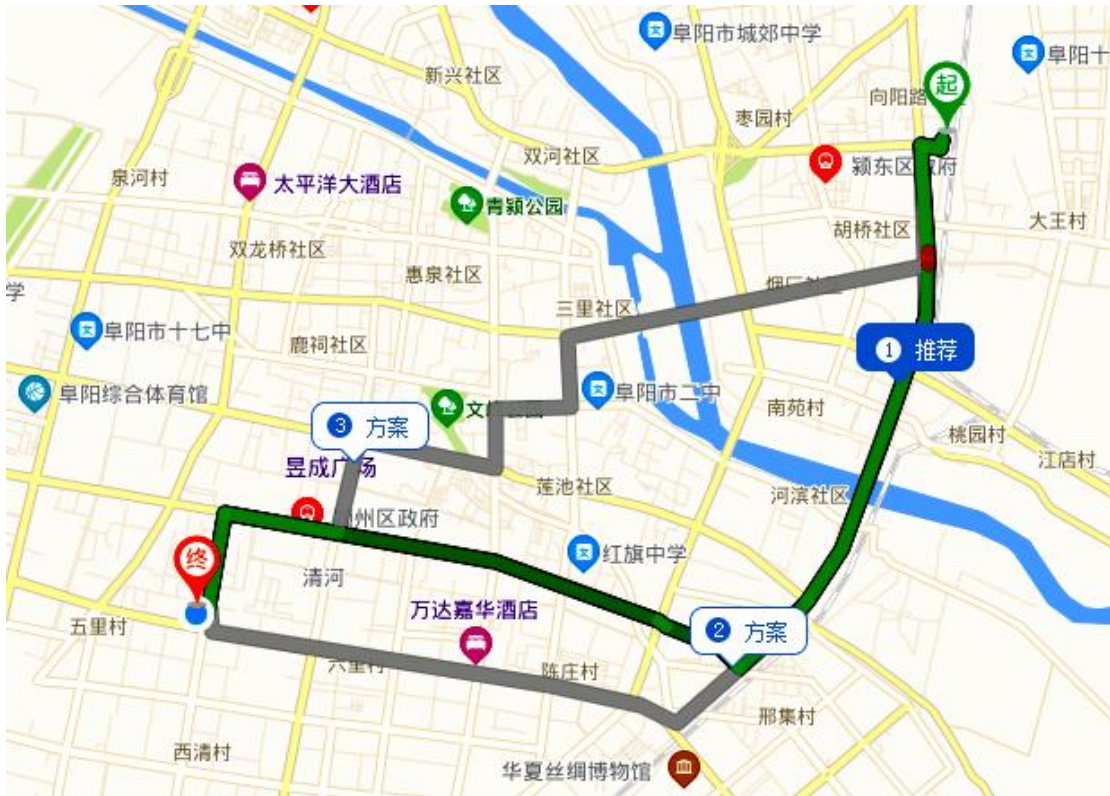 阜阳市城郊中学
阜阳十
新兴社区
起
向阳路
枣园村
双河社区
颍东区政府
泉河村
太平洋大酒店
青颍公园
大王村
胡桥社区
双龙桥社区
惠泉社区
学
三里社区
阜阳市十七中
鹿祠社区
1 推荐
阜阳综合体育馆
阜阳市二中
南苑村
3 方案
桃园村
江店村
昱成广场
莲池社区
河滨社区
州区政府
红旗中学
终
清河
万达嘉华酒店
五里村
2 方案
六里村
陈庄村
邢集村
西清村
华夏丝绸博物馆